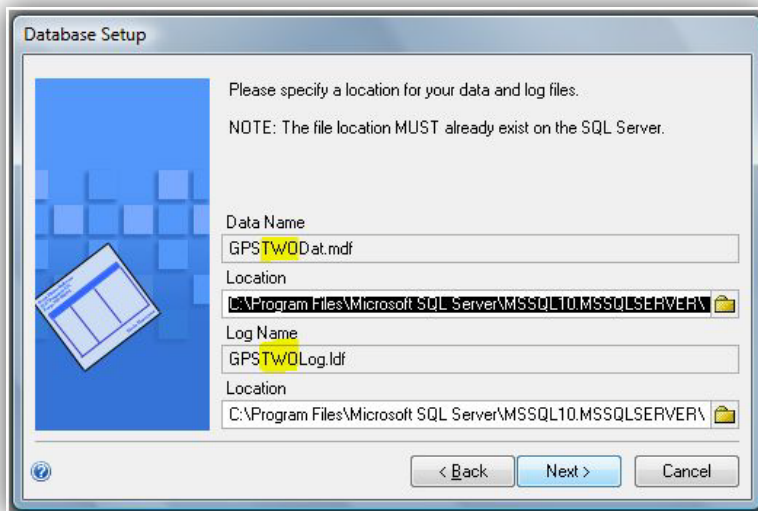 Database Setup
Please specify a location for your data and log files.
NOTE: The file location MUST already exist on the SQL Server.
Data Name
GPSTWODat.mdf
Location
C:\Program Files\Microsoft SQL Server\MSSQL10.MSSQLSERVER\
Log Name
GPSTWOLog.ldf
Location
C:\Program Files\Microsoft SQL Server\MSSQL10.MSSQLSERVER\
< Back Next > Cancel